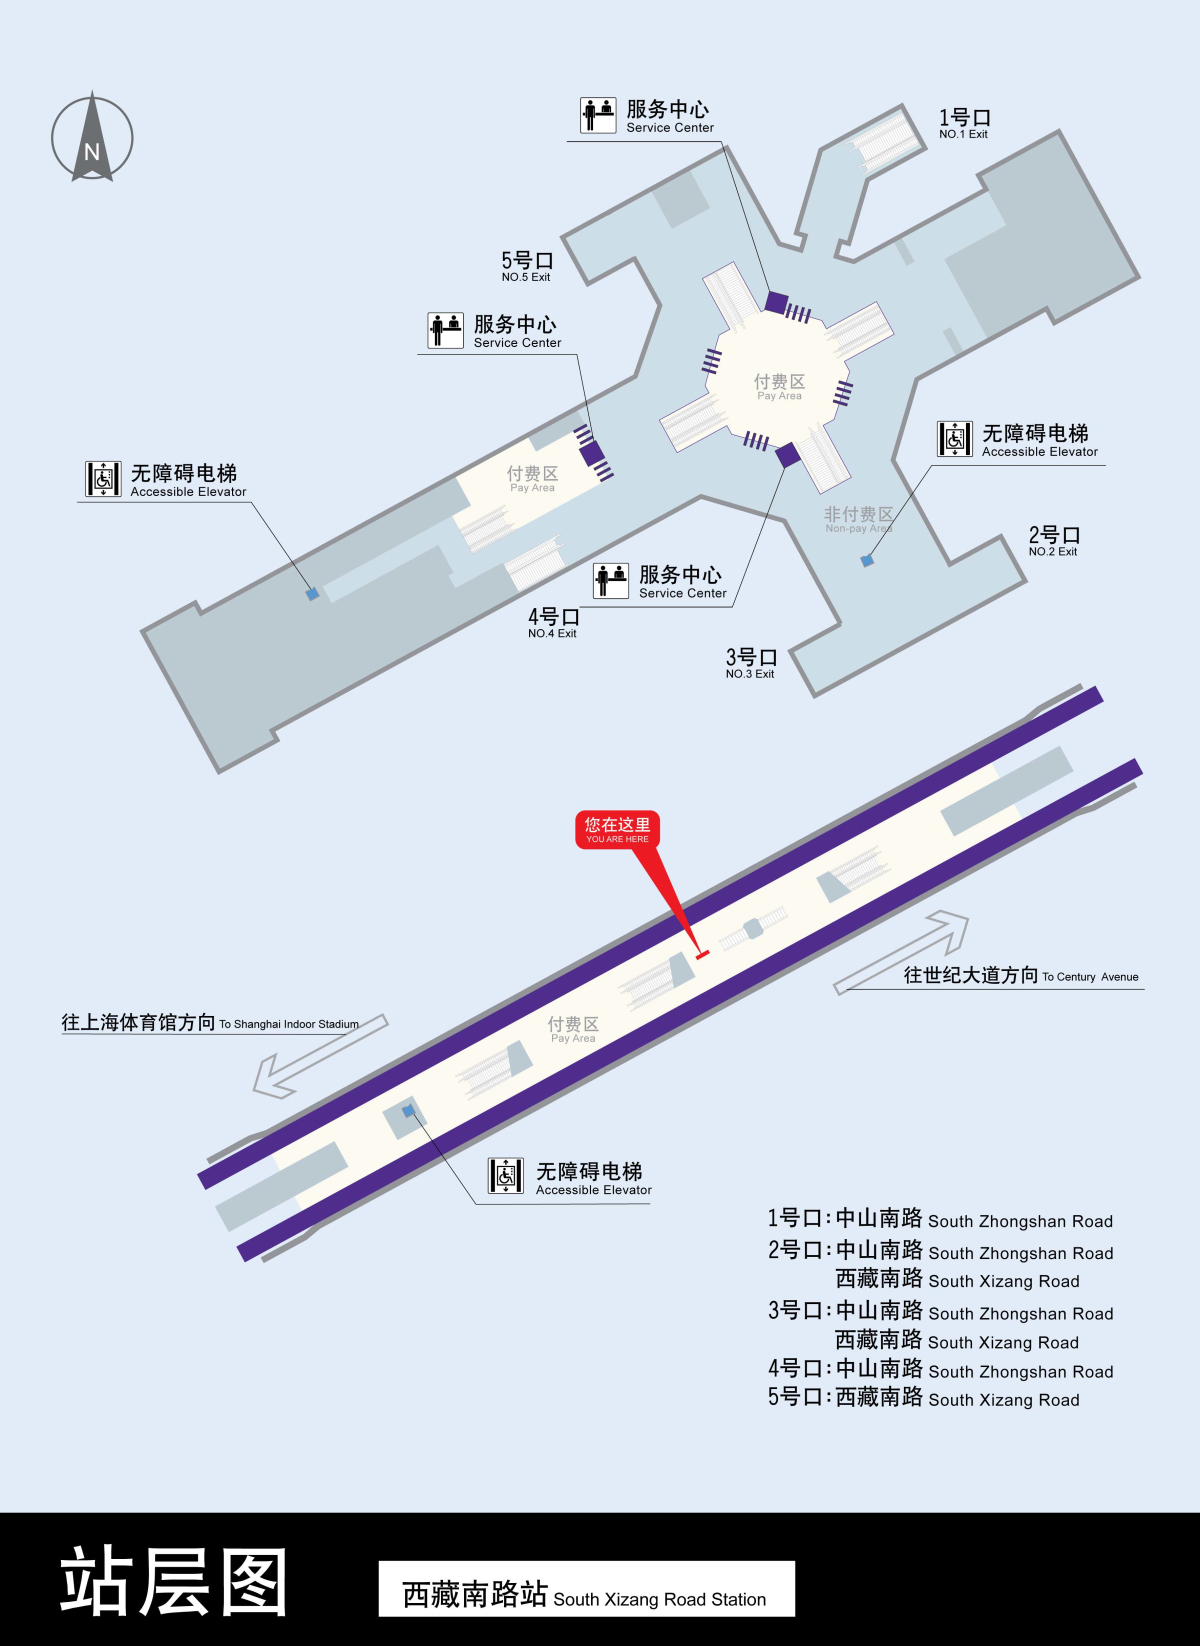 N
服务中心
Service Center
1号口
NO.1 Exit
5号口
NO.5 Exit
服务中心
Service Center
付费区
Pay Area
无障碍电梯
Accessible Elevator
无障碍电梯
Accessible Elevator
付费区
Pay Area
非付费区
Non-pay Area
2号口
NO.2 Exit
服务中心
Service Center
4号口
NO.4 Exit
3号口
NO.3 Exit
您在这里
YOU ARE HERE
往世纪大道方向 To Century Avenue
往上海体育馆方向 To Shanghai Indoor Stadium
付费区
Pay Area
无障碍电梯
Accessible Elevator
1号口：中山南路 South Zhongshan Road
2号口：中山南路 South Zhongshan Road
西藏南路 South Xizang Road
3号口：中山南路 South Zhongshan Road
西藏南路 South Xizang Road
4号口：中山南路 South Zhongshan Road
5号口：西藏南路 South Xizang Road
站层图
西藏南路站 South Xizang Road Station